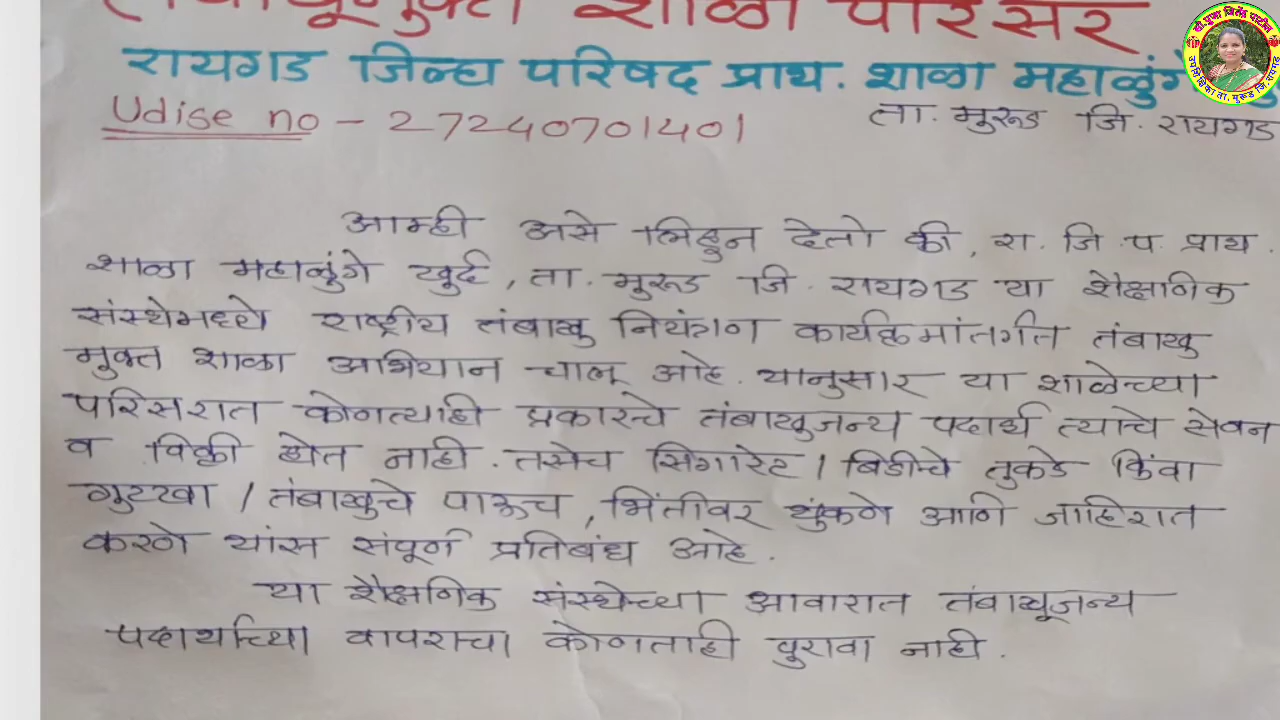 शाळा परिसर
रायगड जिल्हा परिषद प्राथ. शाळा महाळुंगे
Udise no - 27240701401
ता. मुरूड जि. रायगड
आम्ही असे लिहून देतो की, रा. जि. प. प्राथ.
शाळा महाळुंगे खुर्द, ता. मुरूड जि. रायगड या शैक्षणिक
संस्थेमध्ये राष्ट्रीय तंबाखु नियंत्रण कार्यक्रमांतर्गत तंबाखु
मुक्त शाळा अभियान चालू आहे. यानुसार या शाळेच्या
परिसरात कोणत्याही प्रकारचे तंबाखुजन्य पदार्थ त्याचे सेवन
व विक्री होत नाही. तसेच सिगारेट / बिडीचे तुकडे किंवा
गुटखा / तंबाखुचे पाऊच, भिंतीवर थुंकणे आणि जाहिरात
करणे यांस संपूर्ण प्रतिबंध आहे.
या शैक्षणिक संस्थेच्या आवारात तंबाखूजन्य
पदार्थाच्या वापराचा कोणताही पुरावा नाही.